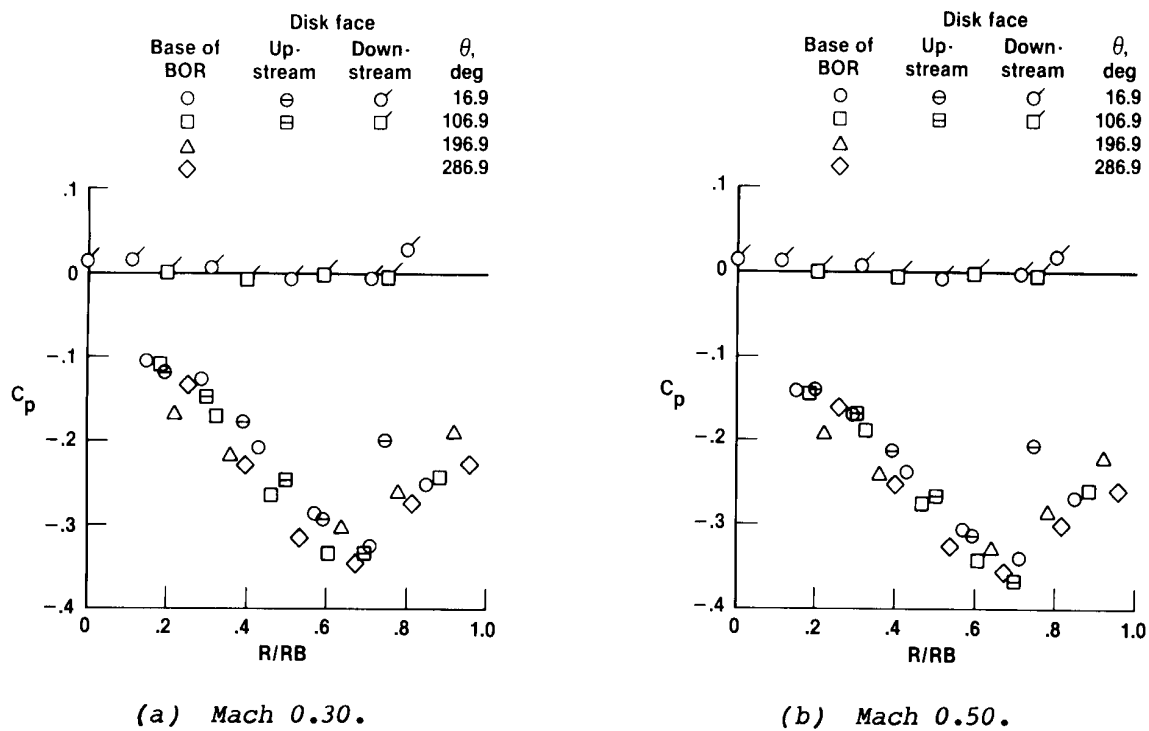 Disk face
Base of BOR
Up-stream
Down-stream
θ, deg
16.9
106.9
196.9
286.9
.1
0
-.1
-.2
-.3
-.4
Cp
0
.2
.4
.6
.8
1.0
R/RB
(a) Mach 0.30.
Disk face
Base of BOR
Up-stream
Down-stream
θ, deg
16.9
106.9
196.9
286.9
.1
0
-.1
-.2
-.3
-.4
Cp
0
.2
.4
.6
.8
1.0
R/RB
(b) Mach 0.50.